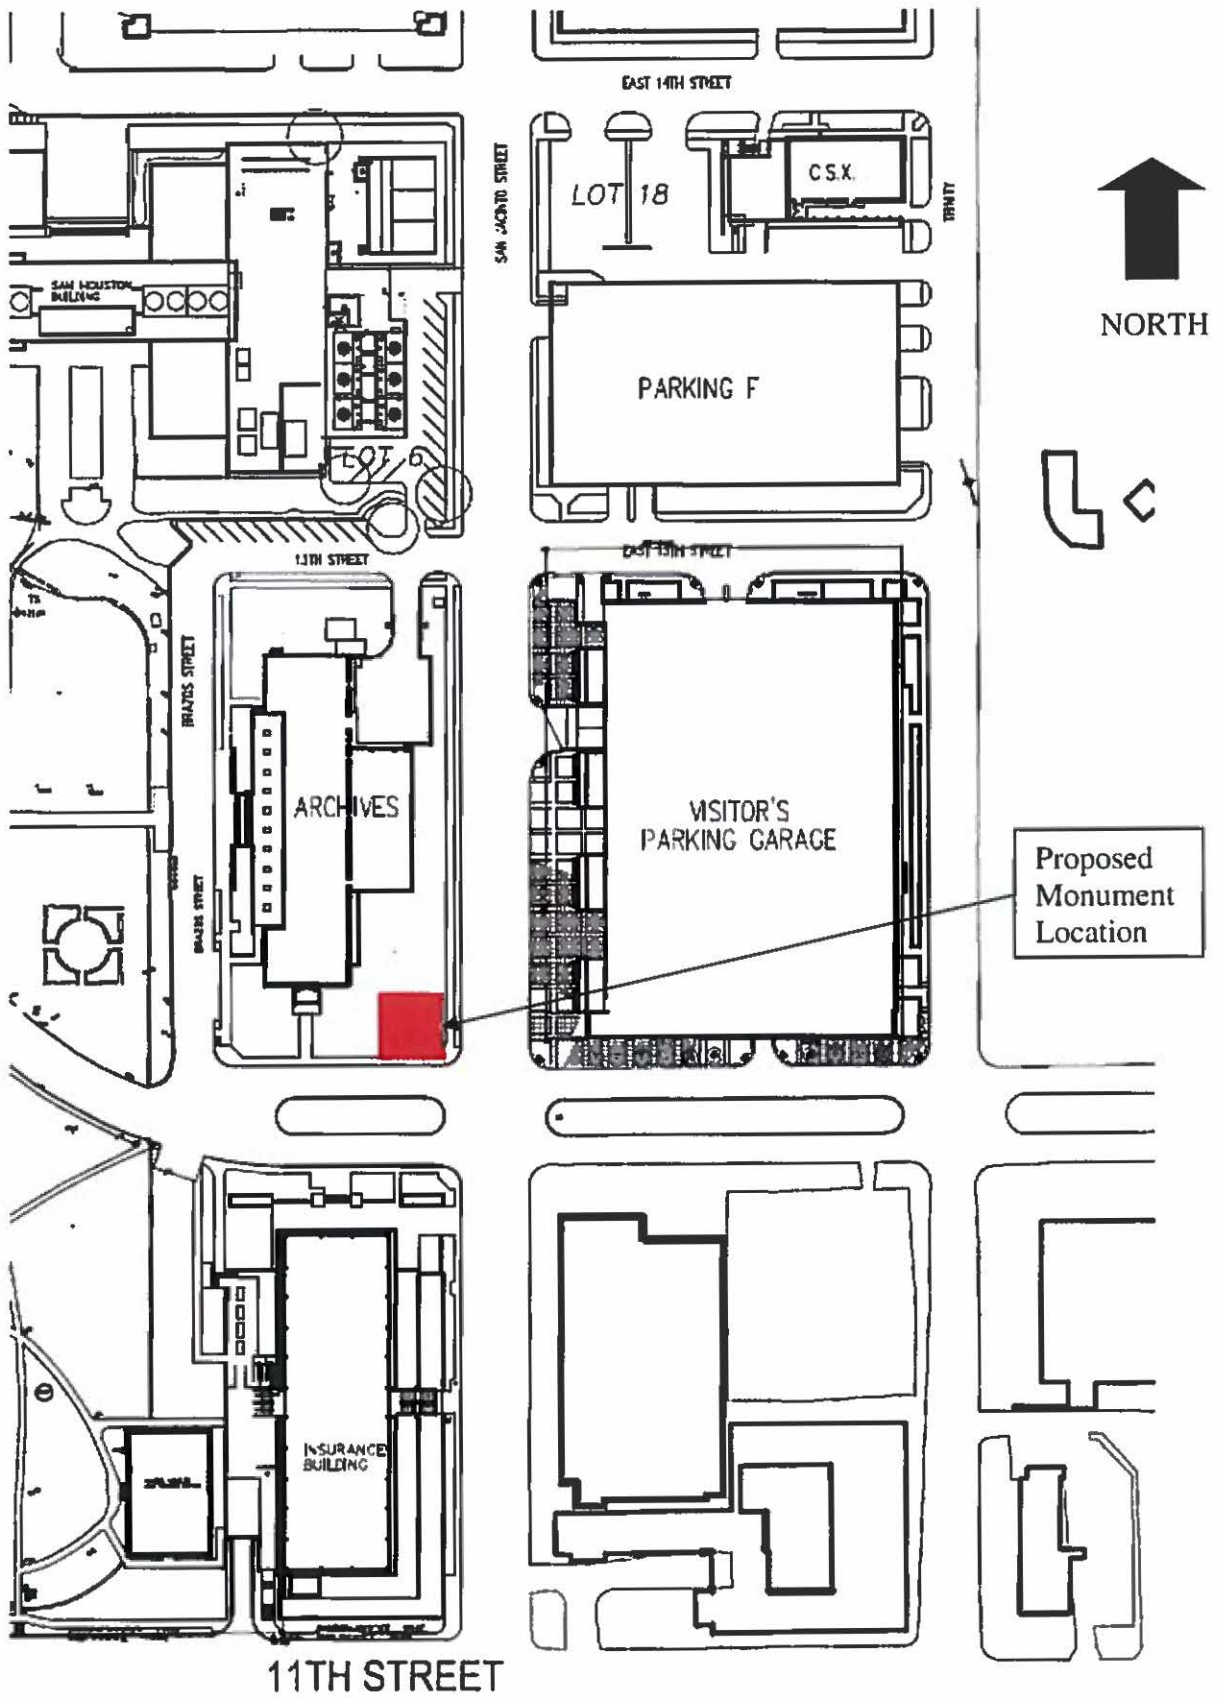 EAST 14TH STREET
SAN JACINTO STREET
LOT 18
C.S.X.
TRINITY
NORTH
SAM HOUSTON
BUILDING
PARKING F
LOT 6
13TH STREET
EAST 13TH STREET
BRAZOS STREET
ARCHIVES
VISITOR'S
PARKING GARAGE
Proposed
Monument
Location
BRAZOS STREET
INSURANCE
BUILDING
11TH STREET